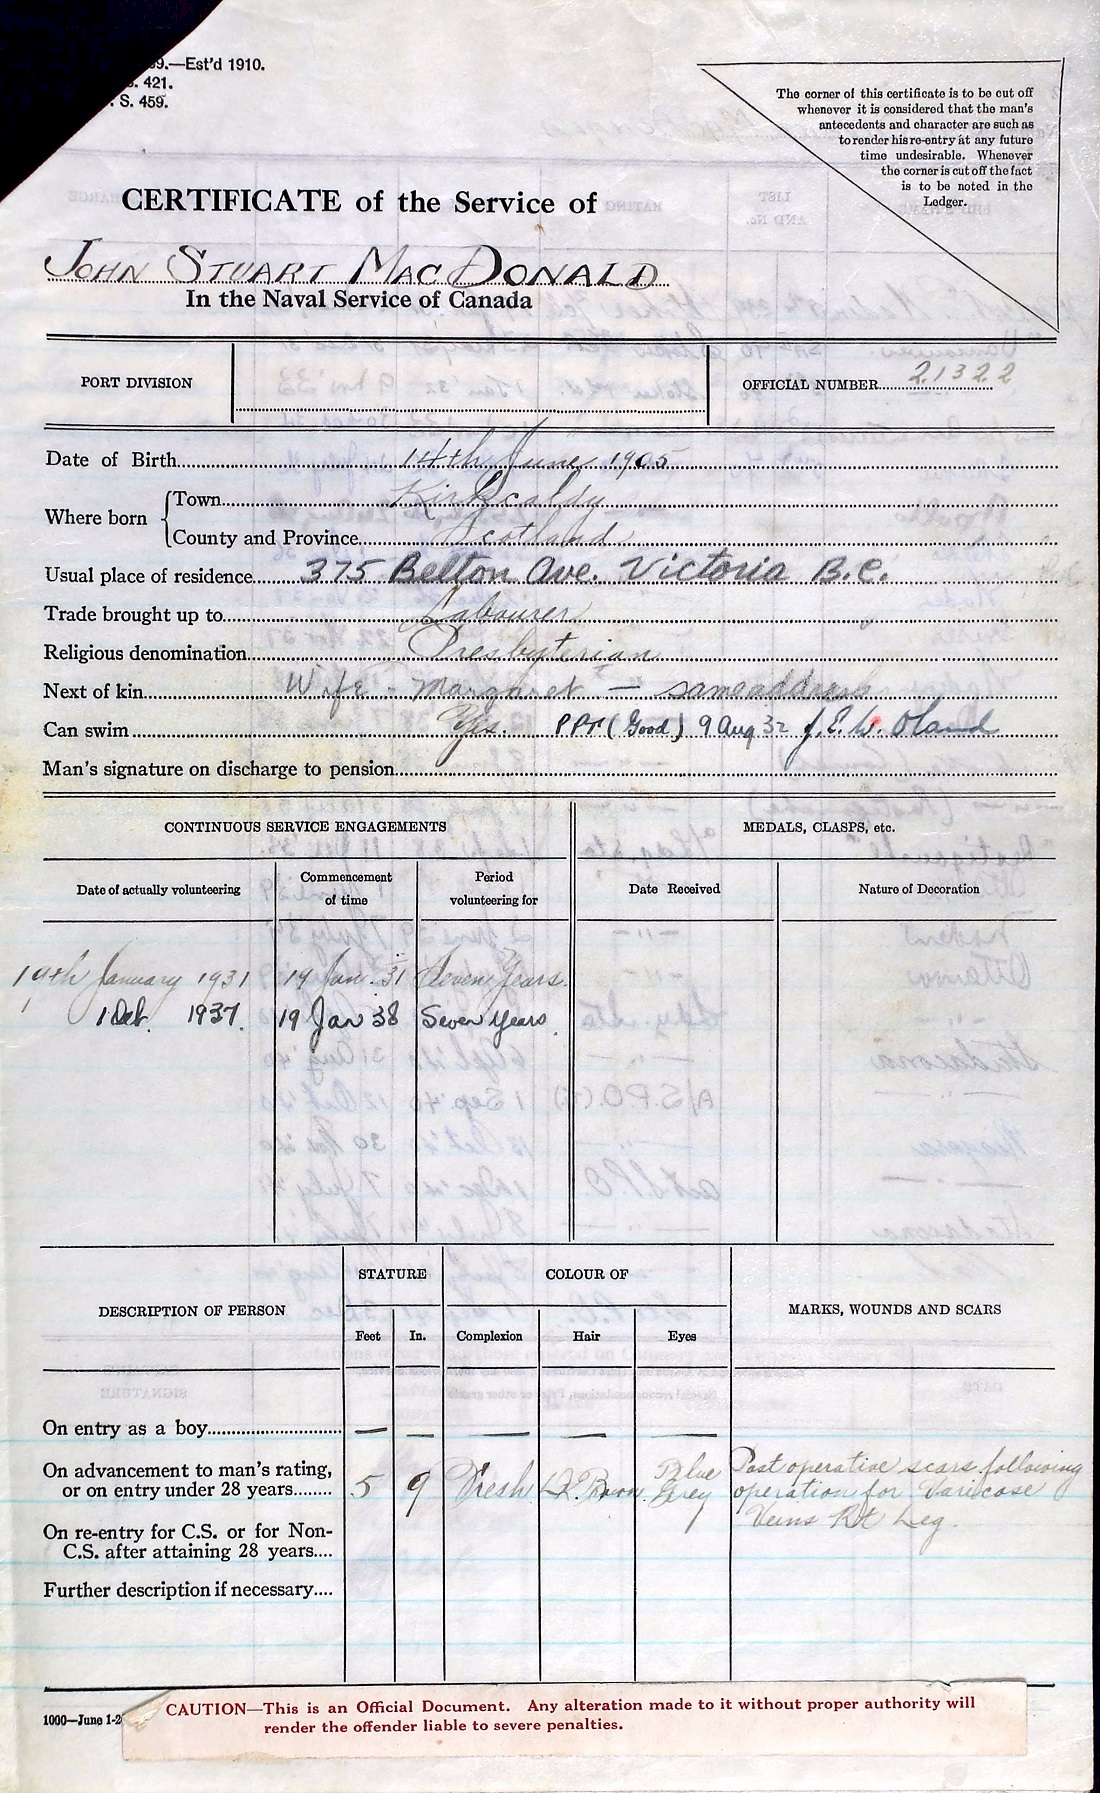 9.—Est'd 1910.
S. 421.
S. 459.
The corner of this certificate is to be cut off
whenever it is considered that the man's
antecedents and character are such as
to render his re-entry at any future
time undesirable. Whenever
the corner is cut off the fact
is to be noted in the
Ledger.
CERTIFICATE of the Service of
JOHN STUART MACDONALD
In the Naval Service of Canada
PORT DIVISION
OFFICIAL NUMBER 21322
Date of Birth 14th June 1905
Where born
Town Kirkcaldy
County and Province Scotland
Usual place of residence 375 Belton Ave. Victoria B.C.
Trade brought up to Labourer
Religious denomination Presbyterian
Next of kin Wife - Margaret — same address
Can swim Yes. PPT (Good) 9 Aug 32 J.E.W. Oland
Man's signature on discharge to pension
CONTINUOUS SERVICE ENGAGEMENTS
MEDALS, CLASPS, etc.
Date of actually volunteering
Commencement of time
Period volunteering for
Date Received
Nature of Decoration
19th January 1931 19 Jan. 31 Seven Years.
1937. 19 Jan 38 Seven years.
DESCRIPTION OF PERSON
STATURE
COLOUR OF
MARKS, WOUNDS AND SCARS
Feet In. Complexion Hair Eyes
On entry as a boy — — — — —
On advancement to man's rating,
or on entry under 28 years 5 9 Fresh Blue Grey
Post operative scars following
operation for Varicose
Veins Rt Leg.
On re-entry for C.S. or for Non-
C.S. after attaining 28 years
Further description if necessary
1000—June 1-2
CAUTION—This is an Official Document. Any alteration made to it without proper authority will
render the offender liable to severe penalties.